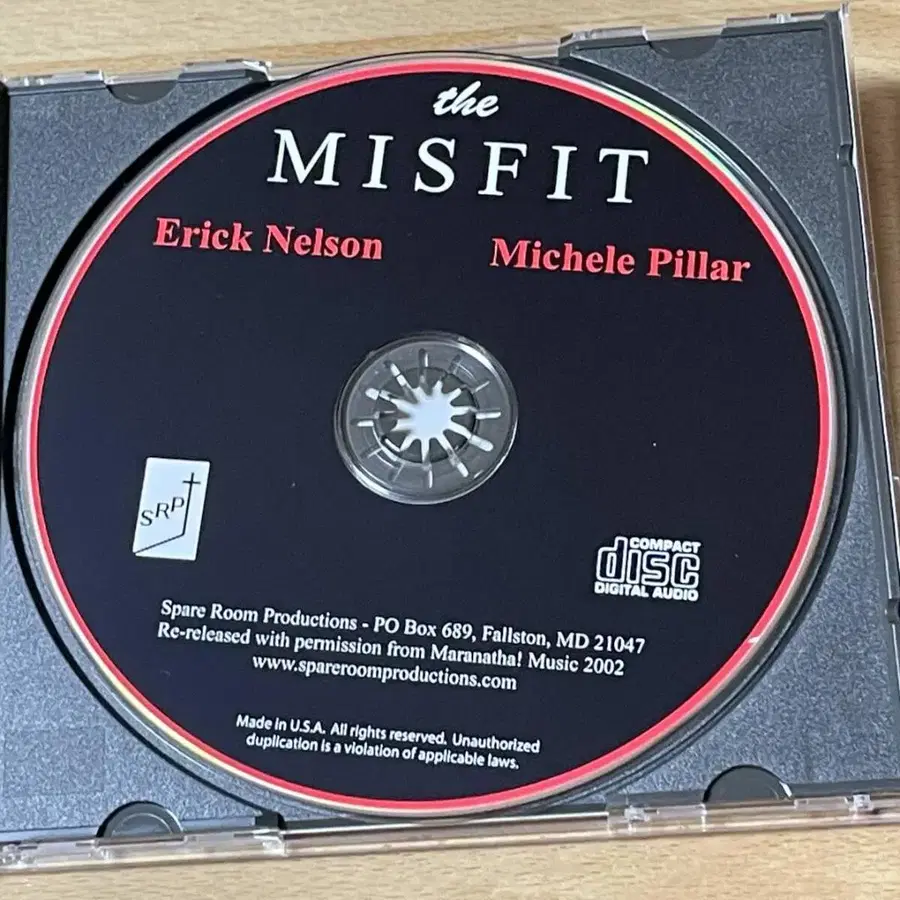 the
MISFIT
Erick Nelson Michele Pillar
SRP
COMPACT
disc
DIGITAL AUDIO
Spare Room Productions - PO Box 689, Fallston, MD 21047
Re-released with permission from Maranatha! Music 2002
www.spareroomproductions.com
Made in U.S.A. All rights reserved. Unauthorized
duplication is a violation of applicable laws.